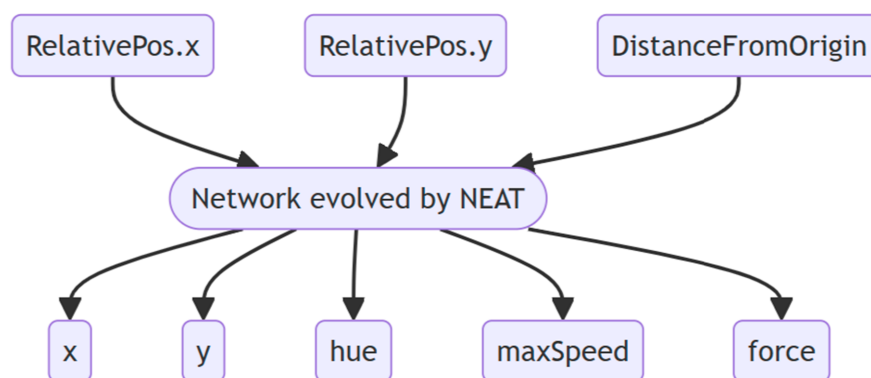 RelativePos.x
RelativePos.y
DistanceFromOrigin
Network evolved by NEAT
x
y
hue
maxSpeed
force